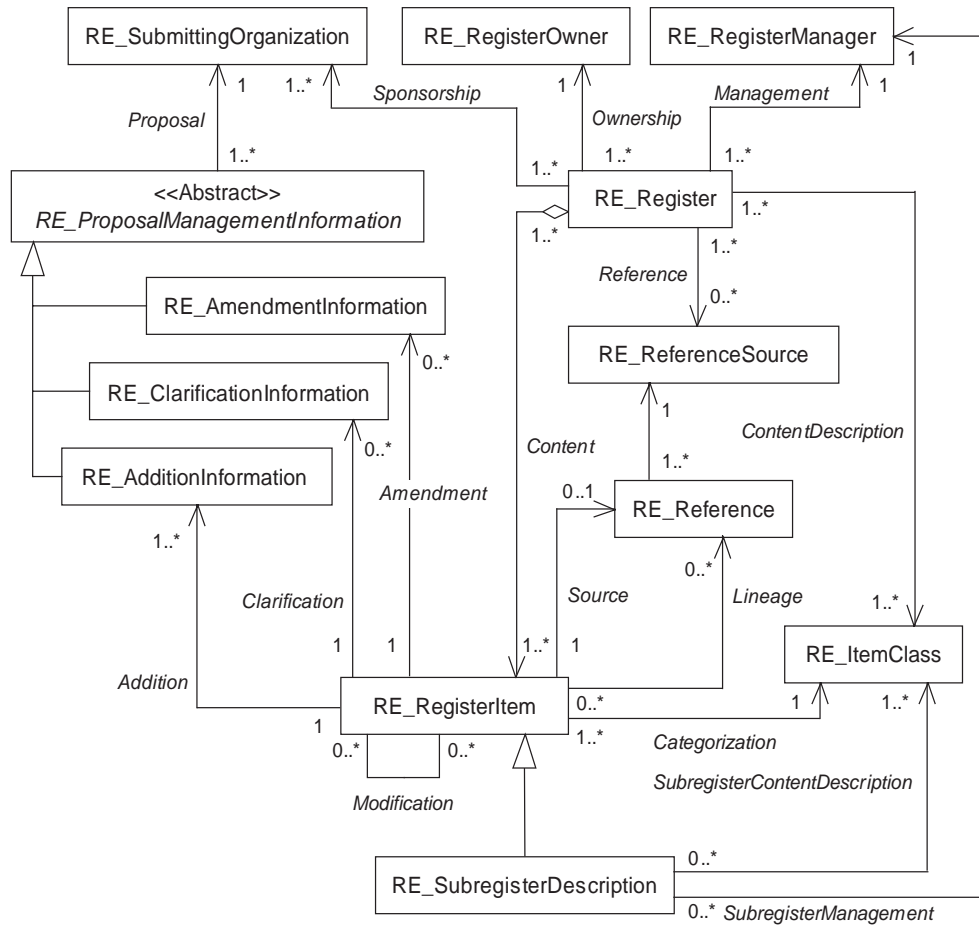 RE_SubmittingOrganization
RE_RegisterOwner
RE_RegisterManager
1
1..*
Sponsorship
1
Management
1
1
Proposal
Ownership
1..*
1..*
1..*
1..*
<<Abstract>>
RE_ProposalManagementInformation
RE_Register
1..*
1..*
1..*
Reference
0..*
RE_AmendmentInformation
0..*
RE_ReferenceSource
RE_ClarificationInformation
1
0..*
Content
ContentDescription
1..*
RE_AdditionInformation
Amendment
0..1
RE_Reference
1..*
0..*
Clarification
Source
Lineage
1..*
1
1
1..*
1
RE_ItemClass
Addition
RE_RegisterItem
0..*
1
1..*
1
0..*
0..*
1..*
Categorization
Modification
SubregisterContentDescription
0..*
RE_SubregisterDescription
0..*
SubregisterManagement